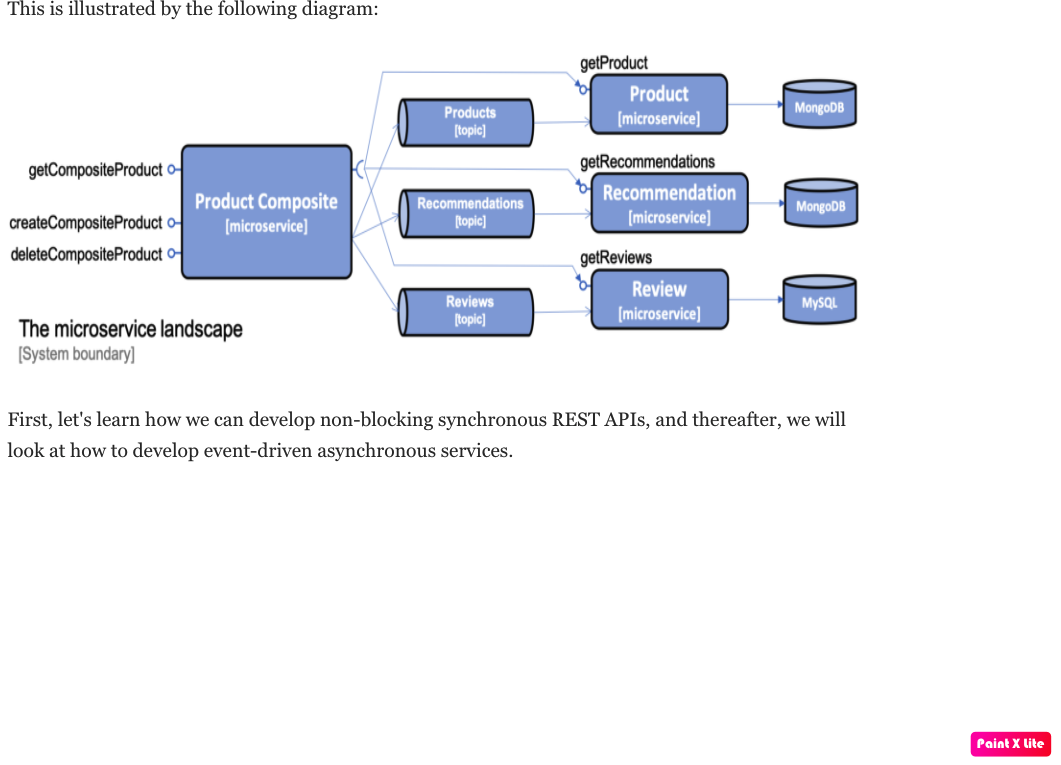 This is illustrated by the following diagram:
getProduct
Product
[microservice]
MongoDB
Products
[topic]
getCompositeProduct
createCompositeProduct
deleteCompositeProduct
Product Composite
[microservice]
getRecommendations
Recommendation
[microservice]
MongoDB
Recommendations
[topic]
getReviews
Review
[microservice]
MySQL
Reviews
[topic]
The microservice landscape
[System boundary]
First, let's learn how we can develop non-blocking synchronous REST APIs, and thereafter, we will
look at how to develop event-driven asynchronous services.
Paint X Lite